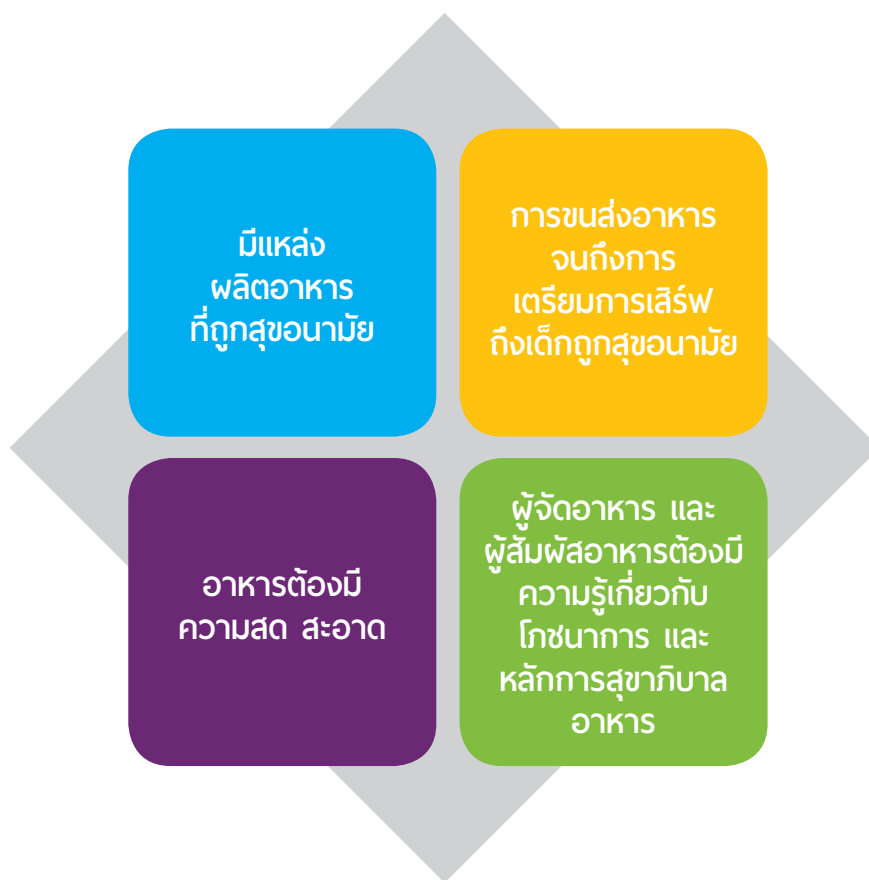 มีแหล่ง
ผลิตอาหาร
ที่ถูกสุขอนามัย
การขนส่งอาหาร
จนถึงการ
เตรียมการเสิร์ฟ
ถึงเด็กถูกสุขอนามัย
อาหารต้องมี
ความสด สะอาด
ผู้จัดอาหาร และ
ผู้สัมผัสอาหารต้องมี
ความรู้เกี่ยวกับ
โภชนาการ และ
หลักการสุขาภิบาล
อาหาร